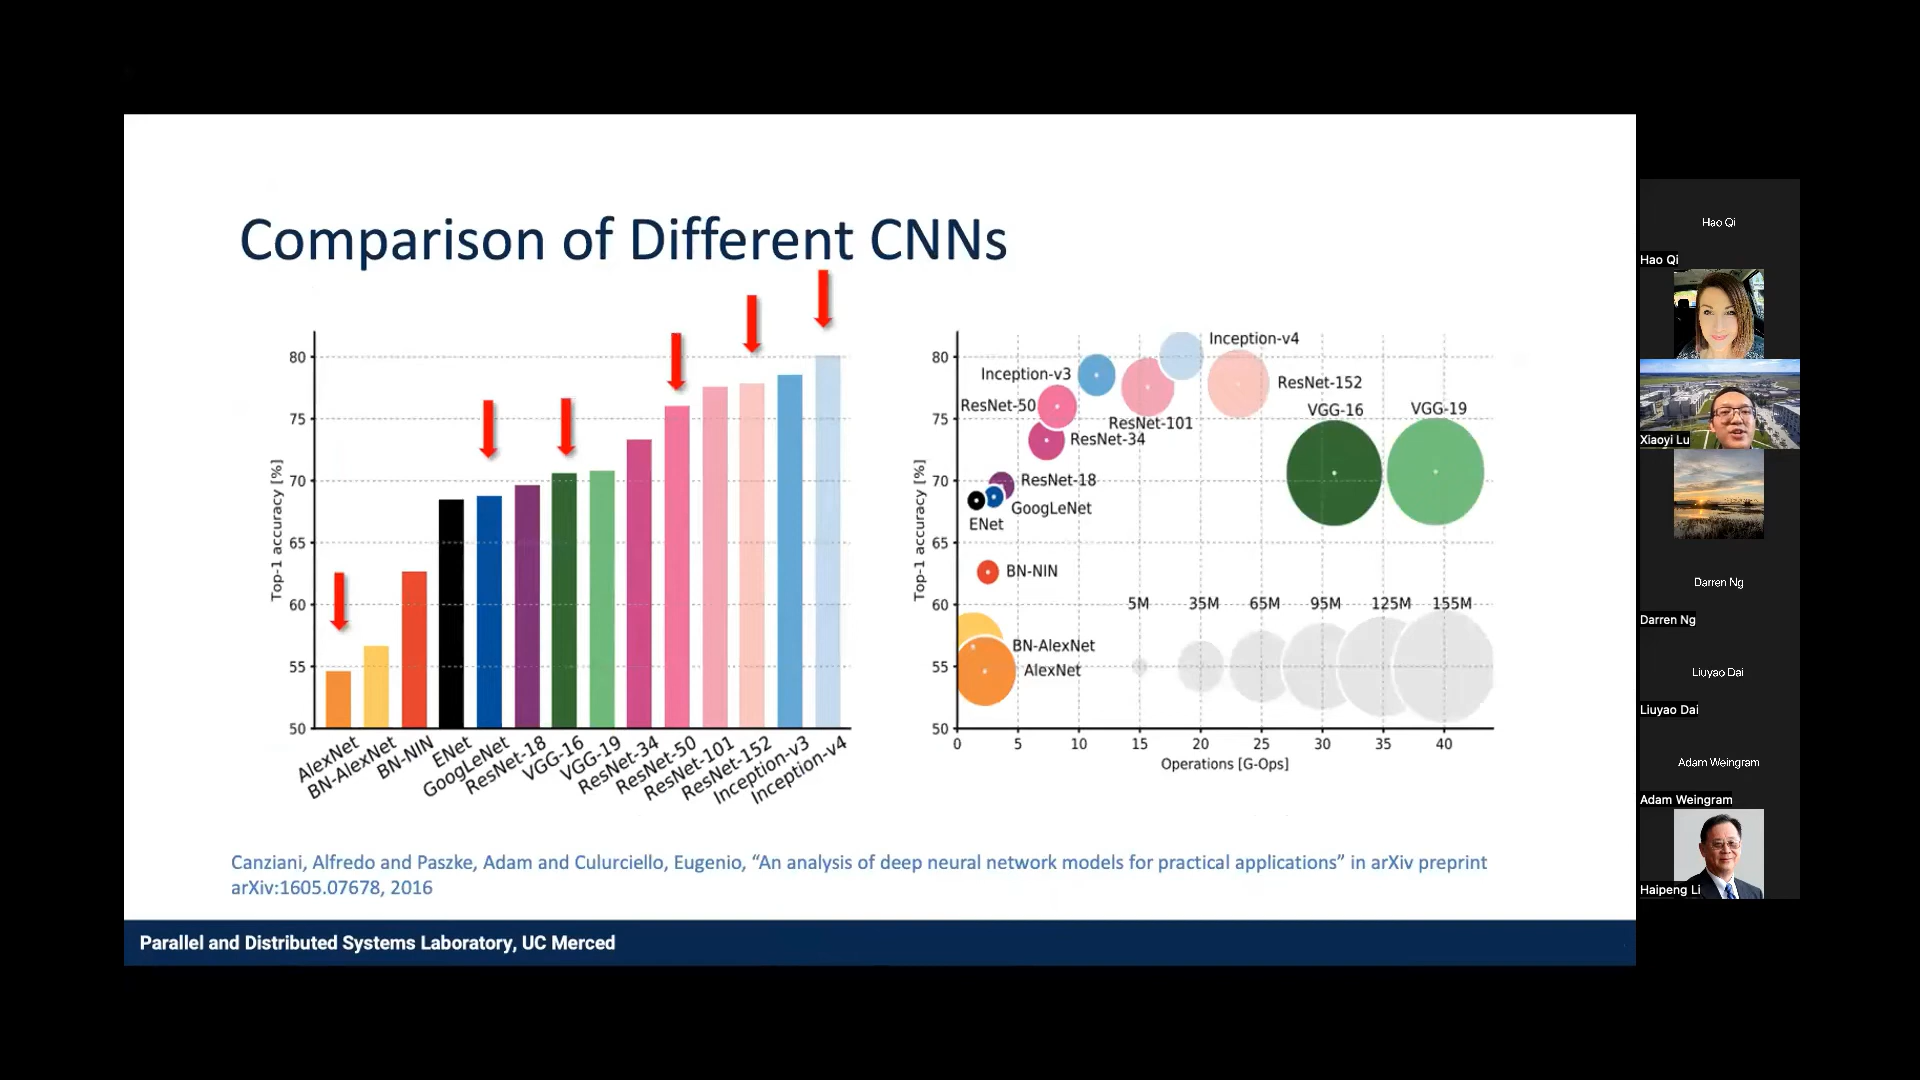 Comparison of Different CNNs
80
75
70
65
60
55
50
Top-1 accuracy [%]
AlexNet
BN-AlexNet
BN-NIN
ENet
GoogLeNet
ResNet-18
VGG-16
VGG-19
ResNet-34
ResNet-50
ResNet-101
ResNet-152
Inception-v3
Inception-v4
80
75
70
65
60
55
50
Top-1 accuracy [%]
Inception-v4
Inception-v3
ResNet-152
ResNet-50
VGG-16
VGG-19
ResNet-101
ResNet-34
ResNet-18
GoogLeNet
ENet
BN-NIN
5M 35M 65M 95M 125M 155M
BN-AlexNet
AlexNet
0 5 10 15 20 25 30 35 40
Operations [G-Ops]
Canziani, Alfredo and Paszke, Adam and Culurciello, Eugenio, “An analysis of deep neural network models for practical applications” in arXiv preprint
arXiv:1605.07678, 2016
Parallel and Distributed Systems Laboratory, UC Merced
Hao Qi
Hao Qi
Xiaoyi Lu
Darren Ng
Darren Ng
Liuyao Dai
Liuyao Dai
Adam Weingram
Adam Weingram
Haipeng Li